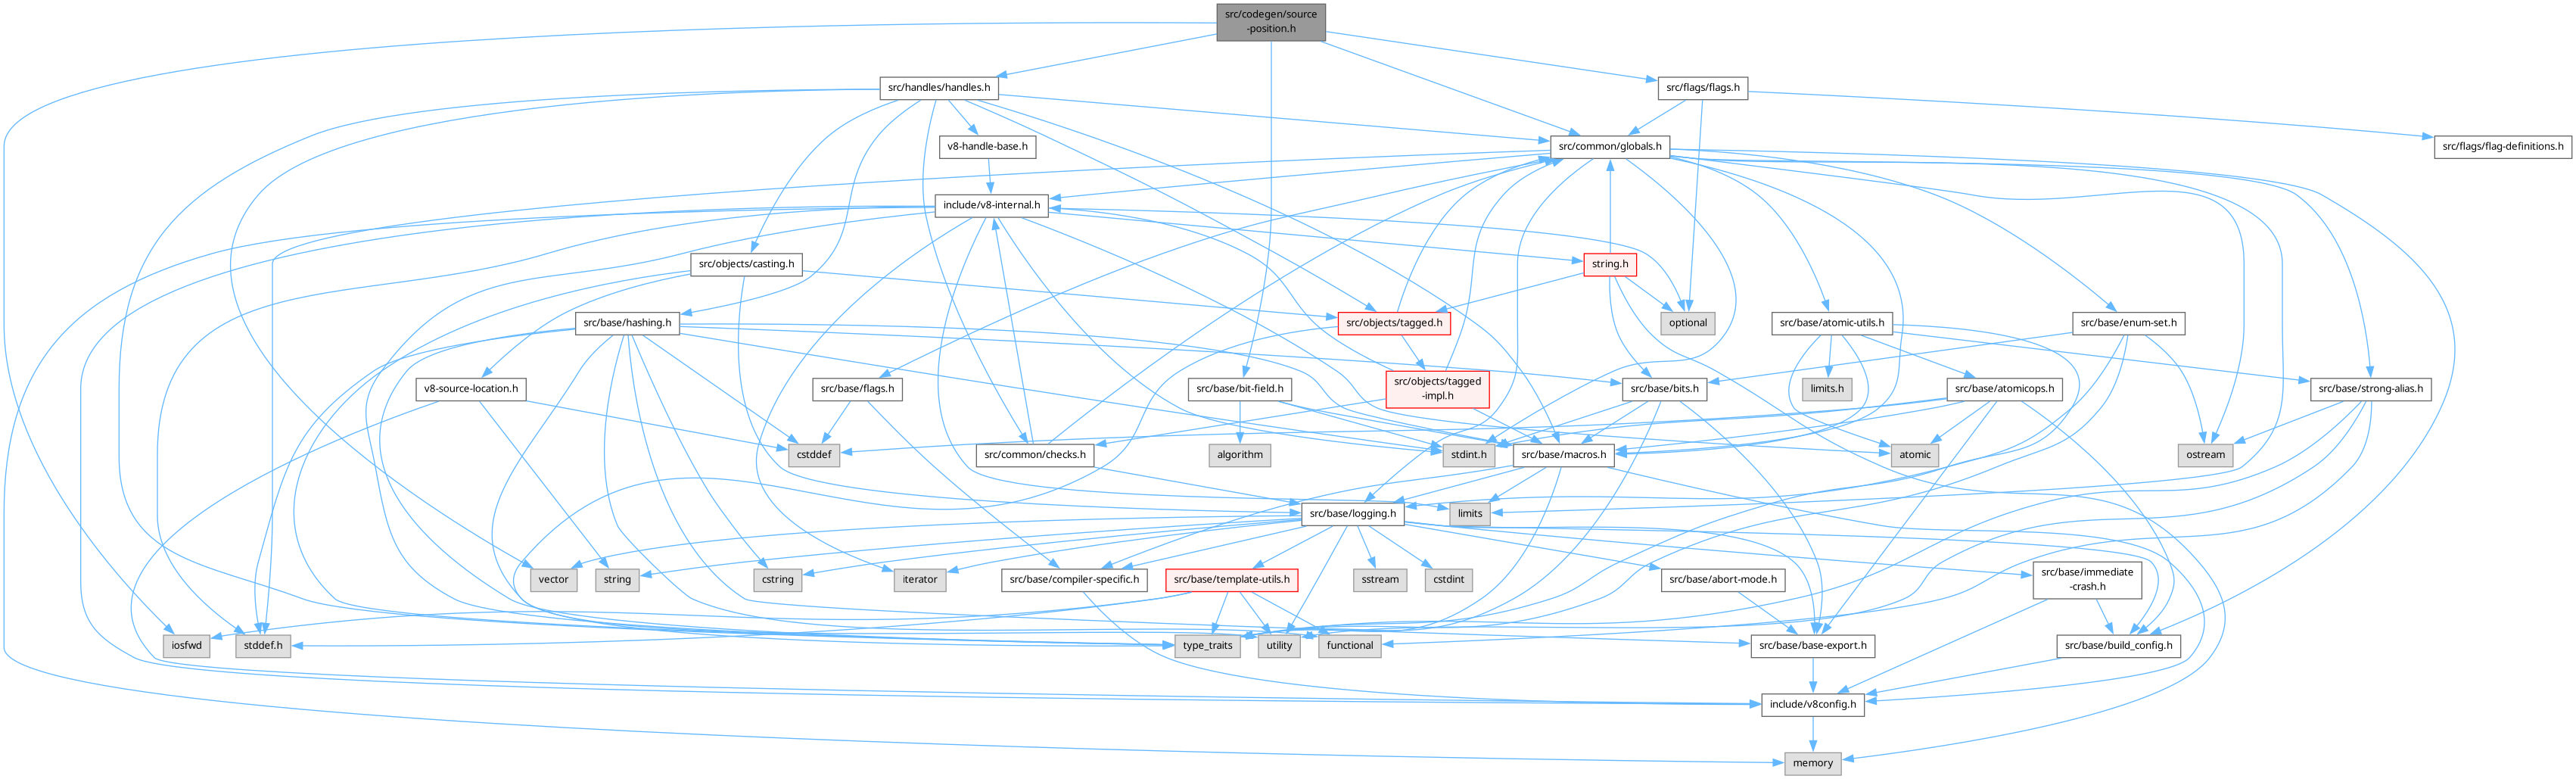 src/codegen/source
-position.h
src/handles/handles.h
src/flags/flags.h
v8-handle-base.h
src/common/globals.h
src/flags/flag-definitions.h
include/v8-internal.h
src/objects/casting.h
string.h
src/base/hashing.h
src/objects/tagged.h
optional
src/base/atomic-utils.h
src/base/enum-set.h
v8-source-location.h
src/base/flags.h
src/base/bit-field.h
src/objects/tagged
-impl.h
src/base/bits.h
limits.h
src/base/atomicops.h
src/base/strong-alias.h
cstddef
src/common/checks.h
algorithm
stdint.h
src/base/macros.h
atomic
ostream
src/base/logging.h
limits
vector
string
cstring
iterator
src/base/compiler-specific.h
src/base/template-utils.h
sstream
cstdint
src/base/abort-mode.h
src/base/immediate
-crash.h
iosfwd
stddef.h
type_traits
utility
functional
src/base/base-export.h
src/base/build_config.h
include/v8config.h
memory